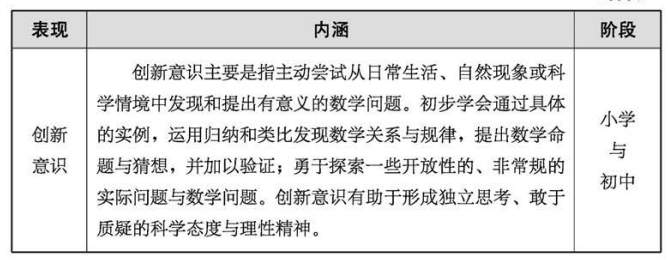 表现 内涵 阶段
创新意识主要是指主动尝试从日常生活、自然现象或科
学情境中发现和提出有意义的数学问题。初步学会通过具体
的实例，运用归纳和类比发现数学关系与规律，提出数学命
题与猜想，并加以验证；勇于探索一些开放性的、非常规的
实际问题与数学问题。创新意识有助于形成独立思考、敢于
质疑的科学态度与理性精神。
创新
意识
小学
与
初中